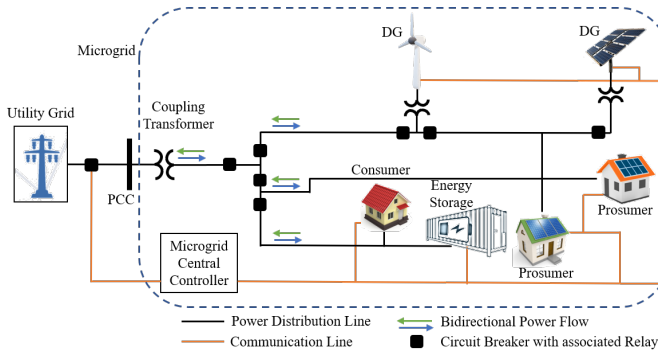 Microgrid
DG
DG
Utility Grid
Coupling
Transformer
PCC
Consumer
Energy
Storage
Prosumer
Prosumer
Microgrid
Central
Controller
Power Distribution Line
Bidirectional Power Flow
Communication Line
Circuit Breaker with associated Relay